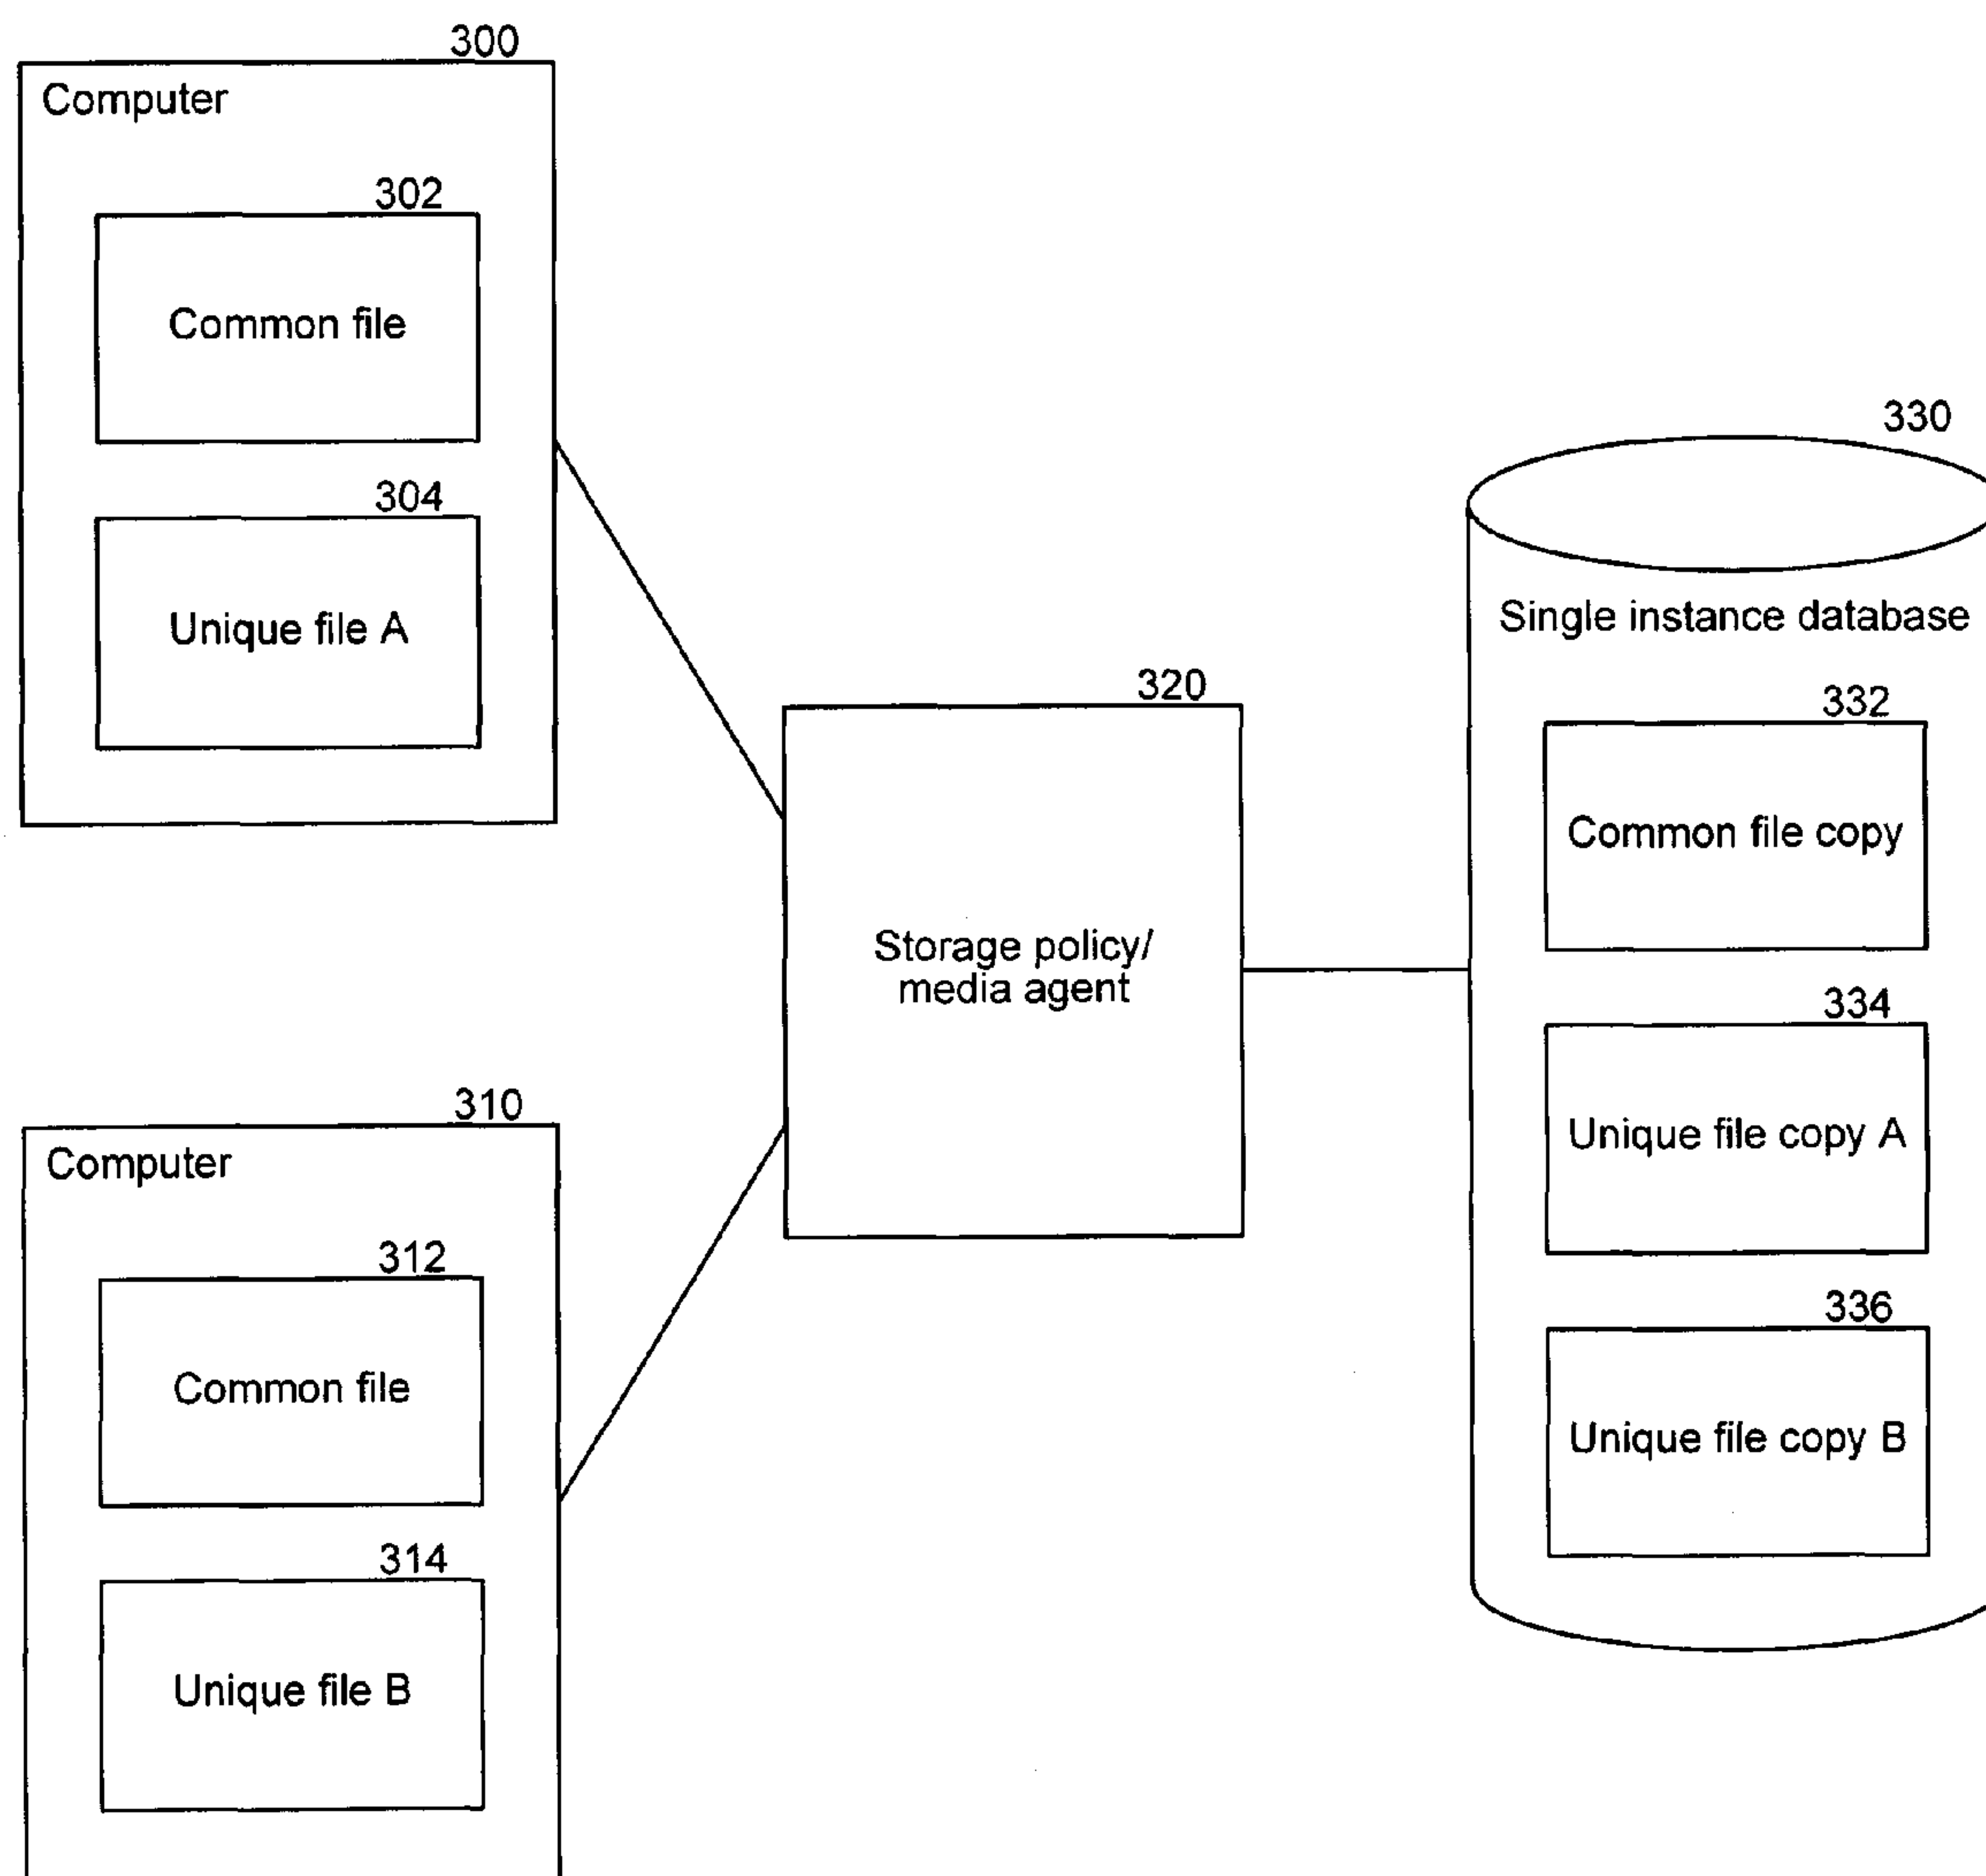 300
Computer
302
Common file
304
Unique file A
310
Computer
312
Common file
314
Unique file B
320
Storage policy/
media agent
330
Single instance database
332
Common file copy
334
Unique file copy A
336
Unique file copy B